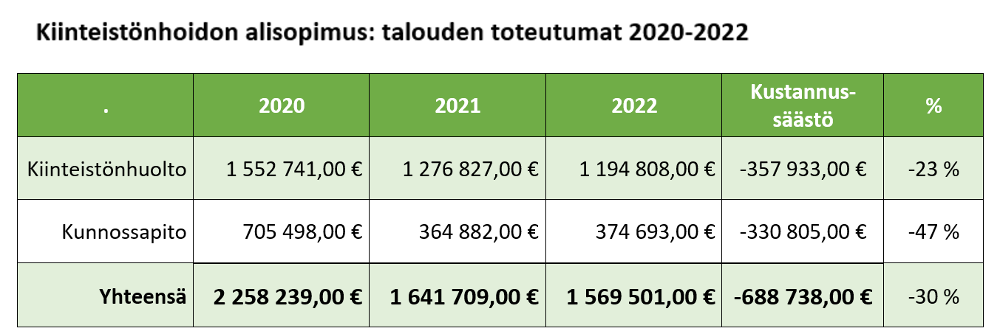 Kiinteistönhoidon alisopimus: talouden toteutumat 2020-2022
. 2020 2021 2022 Kustannus-
säästö %
Kiinteistönhuolto 1 552 741,00 € 1 276 827,00 € 1 194 808,00 € -357 933,00 € -23 %
Kunnossapito 705 498,00 € 364 882,00 € 374 693,00 € -330 805,00 € -47 %
Yhteensä 2 258 239,00 € 1 641 709,00 € 1 569 501,00 € -688 738,00 € -30 %